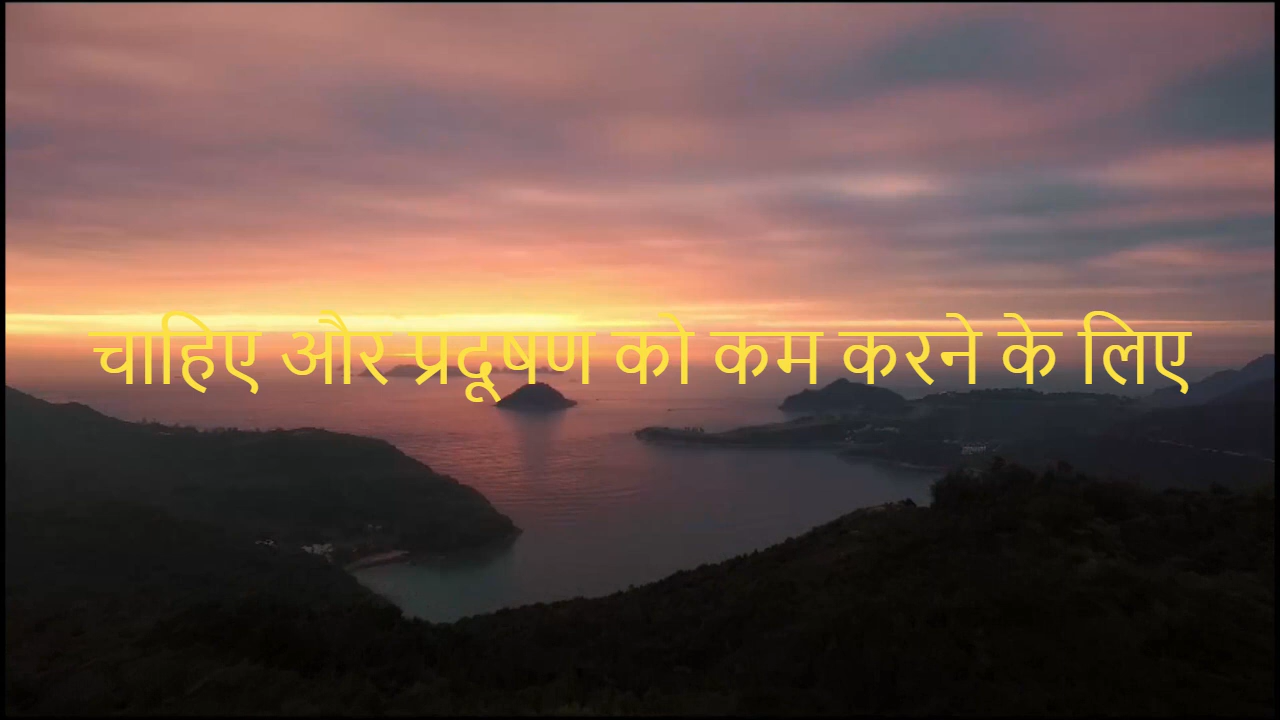 चाहिए और प्रदूषण को कम करने के लिए